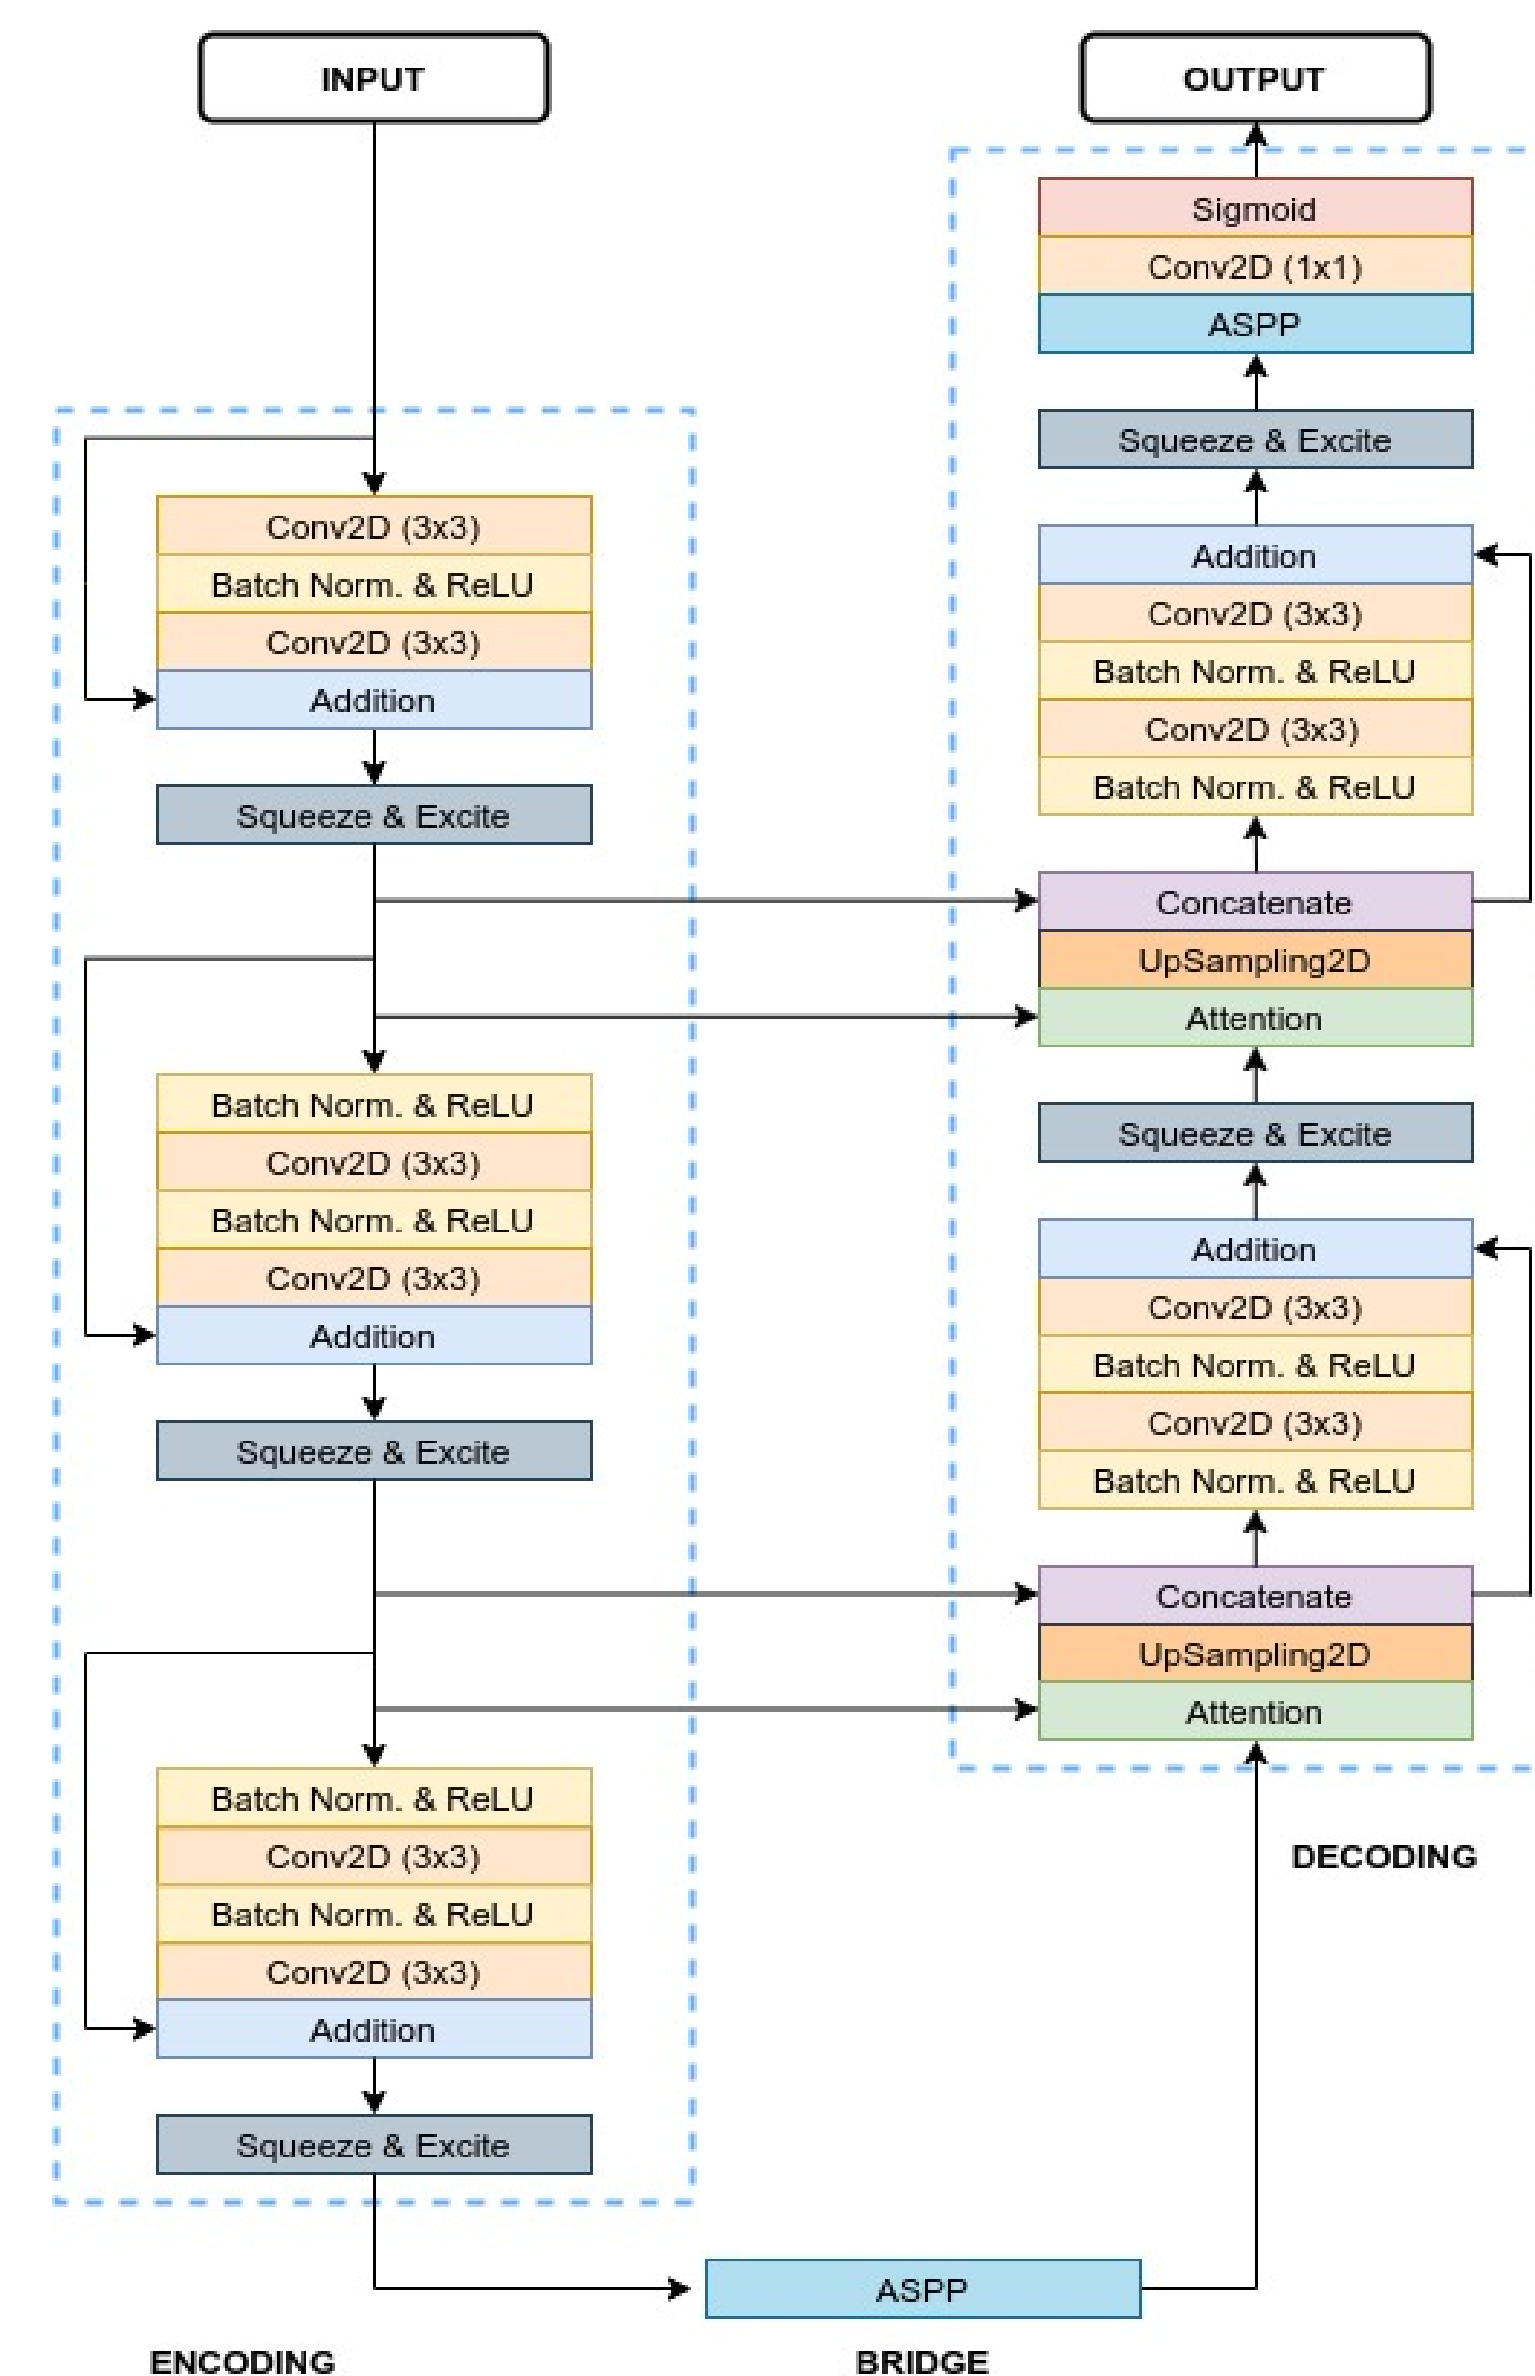 INPUT
Conv2D (3x3)
Batch Norm. & ReLU
Conv2D (3x3)
Addition
Squeeze & Excite
Batch Norm. & ReLU
Conv2D (3x3)
Batch Norm. & ReLU
Conv2D (3x3)
Addition
Squeeze & Excite
Batch Norm. & ReLU
Conv2D (3x3)
Batch Norm. & ReLU
Conv2D (3x3)
Addition
Squeeze & Excite
ENCODING
ASPP
BRIDGE
OUTPUT
Sigmoid
Conv2D (1x1)
ASPP
Squeeze & Excite
Addition
Conv2D (3x3)
Batch Norm. & ReLU
Conv2D (3x3)
Batch Norm. & ReLU
Concatenate
UpSampling2D
Attention
Squeeze & Excite
Addition
Conv2D (3x3)
Batch Norm. & ReLU
Conv2D (3x3)
Batch Norm. & ReLU
Concatenate
UpSampling2D
Attention
DECODING